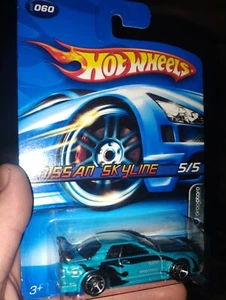 060
HOT WHEELS
NISSAN SKYLINE 5/5
3+